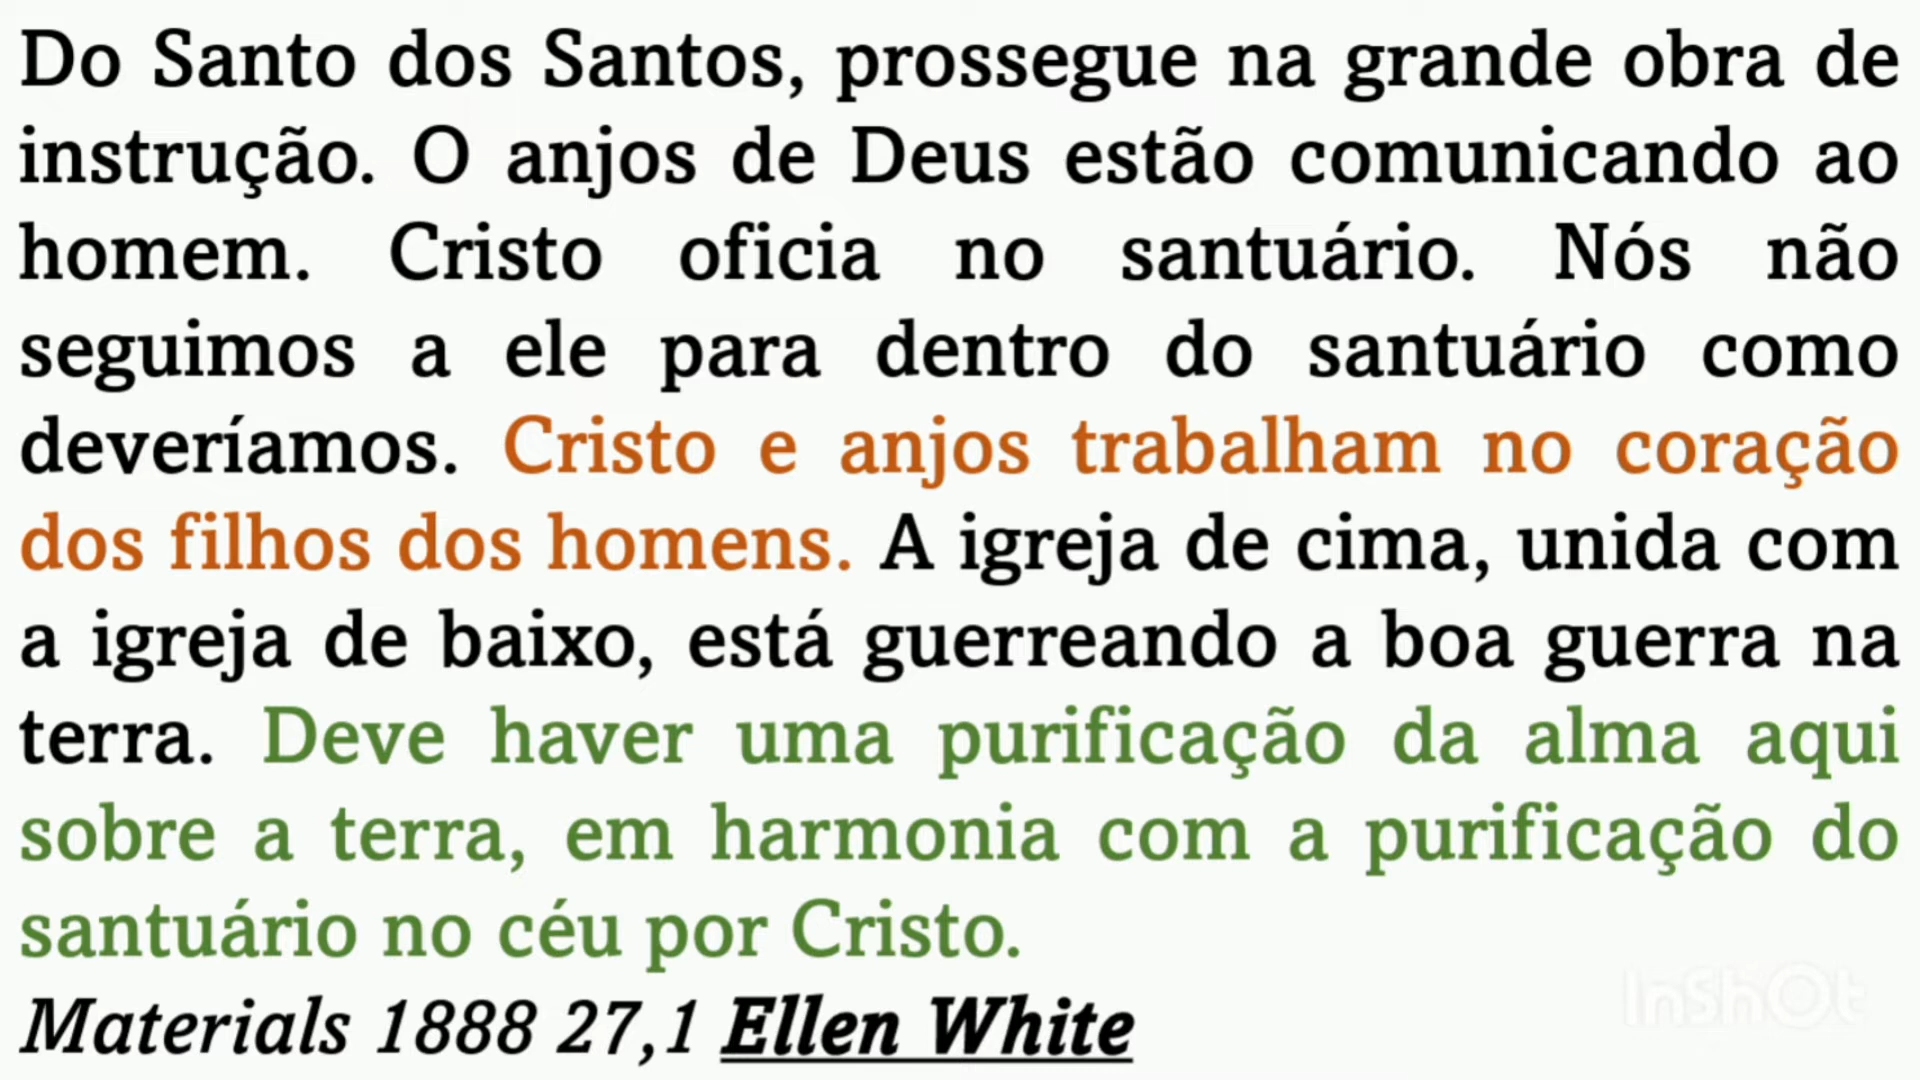 Do Santo dos Santos, prossegue na grande obra de
instrução. O anjos de Deus estão comunicando ao
homem. Cristo oficia no santuário. Nós não
seguimos a ele para dentro do santuário como
deveríamos. Cristo e anjos trabalham no coração
dos filhos dos homens. A igreja de cima, unida com
a igreja de baixo, está guerreando a boa guerra na
terra. Deve haver uma purificação da alma aqui
sobre a terra, em harmonia com a purificação do
santuário no céu por Cristo.
Materials 1888 27,1 Ellen White
InShOt